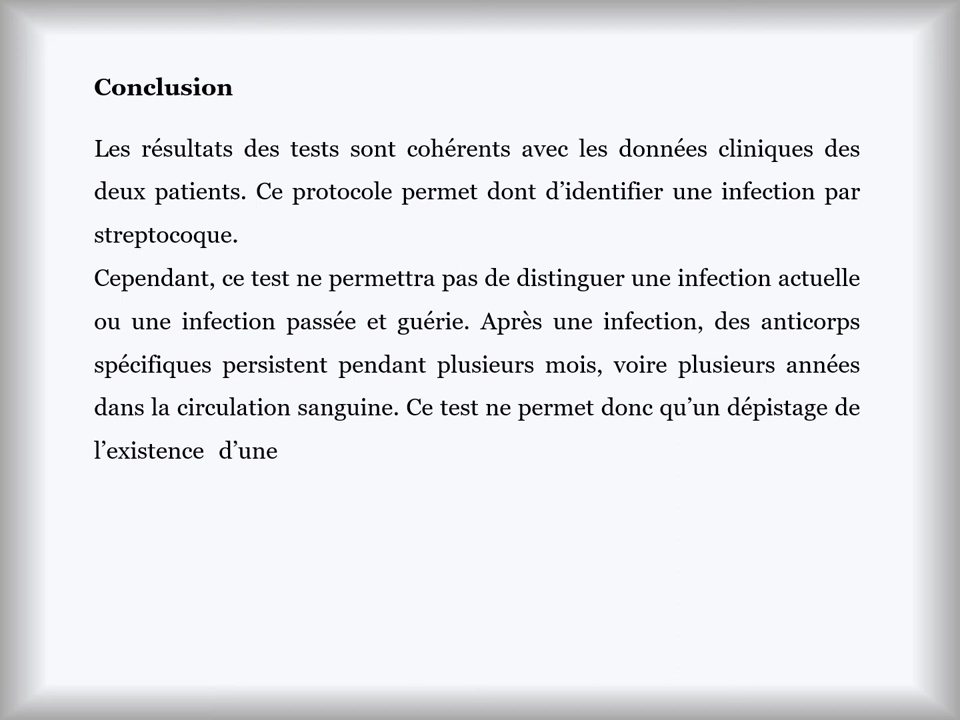 Conclusion
Les résultats des tests sont cohérents avec les données cliniques des
deux patients. Ce protocole permet dont d’identifier une infection par
streptocoque.
Cependant, ce test ne permettra pas de distinguer une infection actuelle
ou une infection passée et guérie. Après une infection, des anticorps
spécifiques persistent pendant plusieurs mois, voire plusieurs années
dans la circulation sanguine. Ce test ne permet donc qu’un dépistage de
l’existence d’une